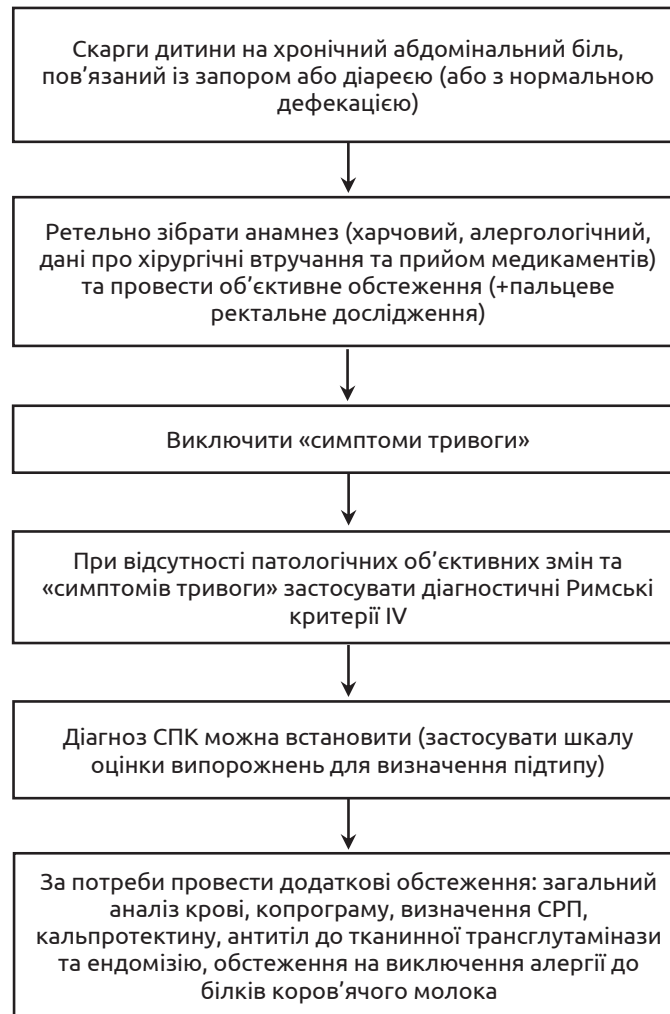 Скарги дитини на хронічний абдомінальний біль,
пов’язаний із запором або діареєю (або з нормальною
дефекацією)
Ретельно зібрати анамнез (харчовий, алергологічний,
дані про хірургічні втручання та прийом медикаментів)
та провести об’єктивне обстеження (+пальцеве
ректальне дослідження)
Виключити «симптоми тривоги»
При відсутності патологічних об’єктивних змін та
«симптомів тривоги» застосувати діагностичні Римські
критерії IV
Діагноз СПК можна встановити (застосувати шкалу
оцінки випорожнень для визначення підтипу)
За потреби провести додаткові обстеження: загальний
аналіз крові, копрограму, визначення СРП,
кальпротектину, антитіл до тканинної трансглутамінази
та ендомізію, обстеження на виключення алергії до
білків коров’ячого молока